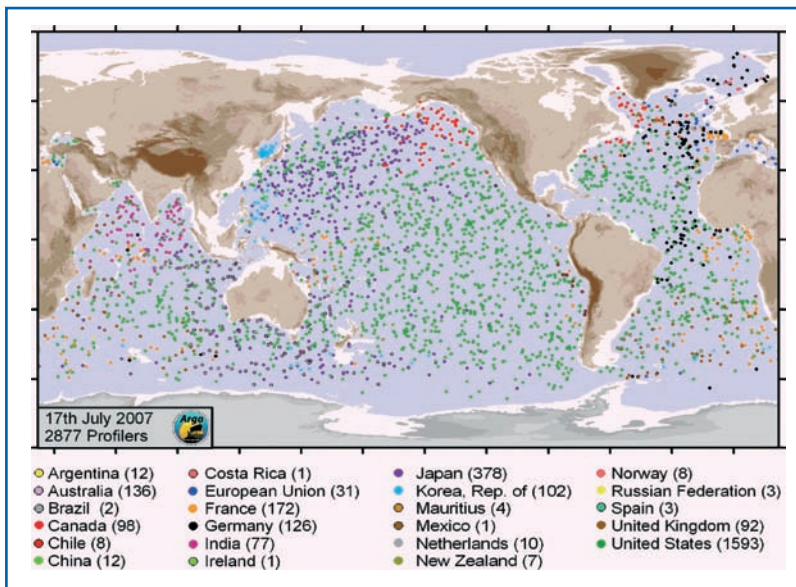 17th July 2007
2877 Profilers
Argo
Argentina (12)
Australia (136)
Brazil (2)
Canada (98)
Chile (8)
China (12)
Costa Rica (1)
European Union (31)
France (172)
Germany (126)
India (77)
Ireland (1)
Japan (378)
Korea, Rep. of (102)
Mauritius (4)
Mexico (1)
Netherlands (10)
New Zealand (7)
Norway (8)
Russian Federation (3)
Spain (3)
United Kingdom (92)
United States (1593)